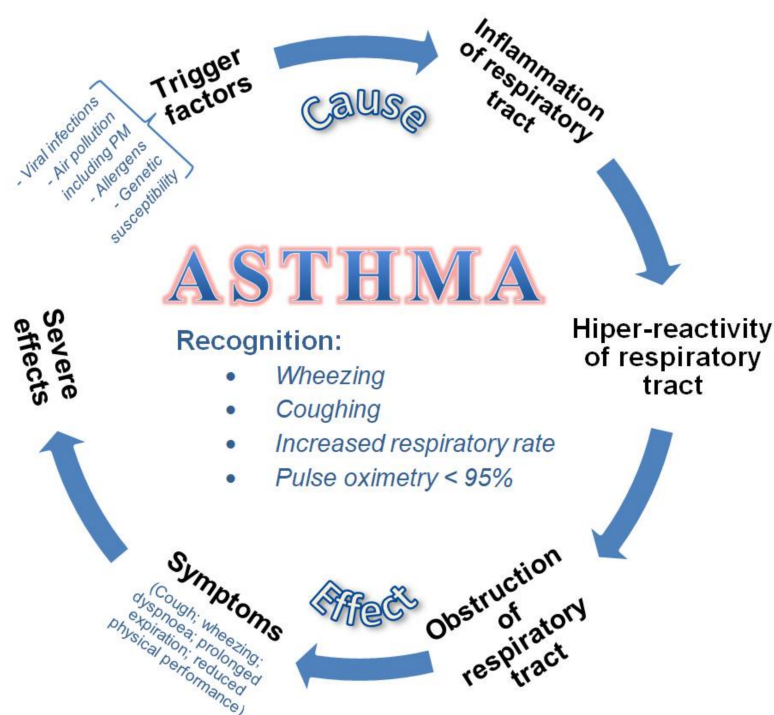 Trigger
factors
- Viral infections
- Air pollution
including PM
- Allergens
- Genetic
susceptibility
Cause
Inflammation
of respiratory
tract
Hiper-reactivity
of respiratory
tract
Obstruction
of
respiratory
tract
Effect
Symptoms
(Cough; wheezing;
dyspnoea; prolonged
expiration; reduced
physical performance)
Severe
effects
ASTHMA
Recognition:
• Wheezing
• Coughing
• Increased respiratory rate
• Pulse oximetry < 95%